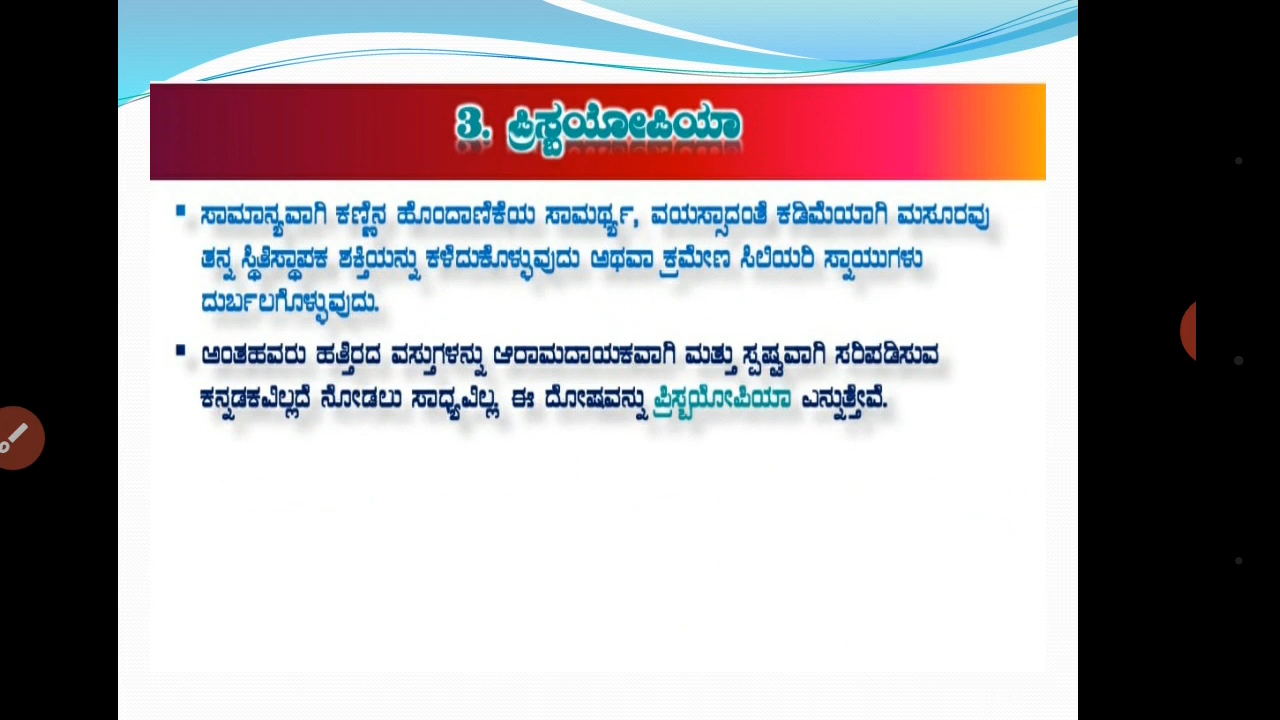 3. ಪ್ರಿಸ್ಬಯೋಪಿಯಾ
▪ ಸಾಮಾನ್ಯವಾಗಿ ಕಣ್ಣಿನ ಹೊಂದಾಣಿಕೆಯ ಸಾಮರ್ಥ್ಯ, ವಯಸ್ಸಾದಂತೆ ಕಡಿಮೆಯಾಗಿ ಮಸೂರವು
ತನ್ನ ಸ್ಥಿತಿಸ್ಥಾಪಕ ಶಕ್ತಿಯನ್ನು ಕಳೆದುಕೊಳ್ಳುವುದು ಅಥವಾ ಕ್ರಮೇಣ ಸಿಲಿಯರಿ ಸ್ನಾಯುಗಳು
ದುರ್ಬಲಗೊಳ್ಳುವುದು.
▪ ಅಂತಹವರು ಹತ್ತಿರದ ವಸ್ತುಗಳನ್ನು ಆರಾಮದಾಯಕವಾಗಿ ಮತ್ತು ಸ್ಪಷ್ಟವಾಗಿ ಸರಿಪಡಿಸುವ
ಕನ್ನಡಕವಿಲ್ಲದೆ ನೋಡಲು ಸಾಧ್ಯವಿಲ್ಲ. ಈ ದೋಷವನ್ನು ಪ್ರಿಸ್ಬಯೋಪಿಯಾ ಎನ್ನುತ್ತೇವೆ.